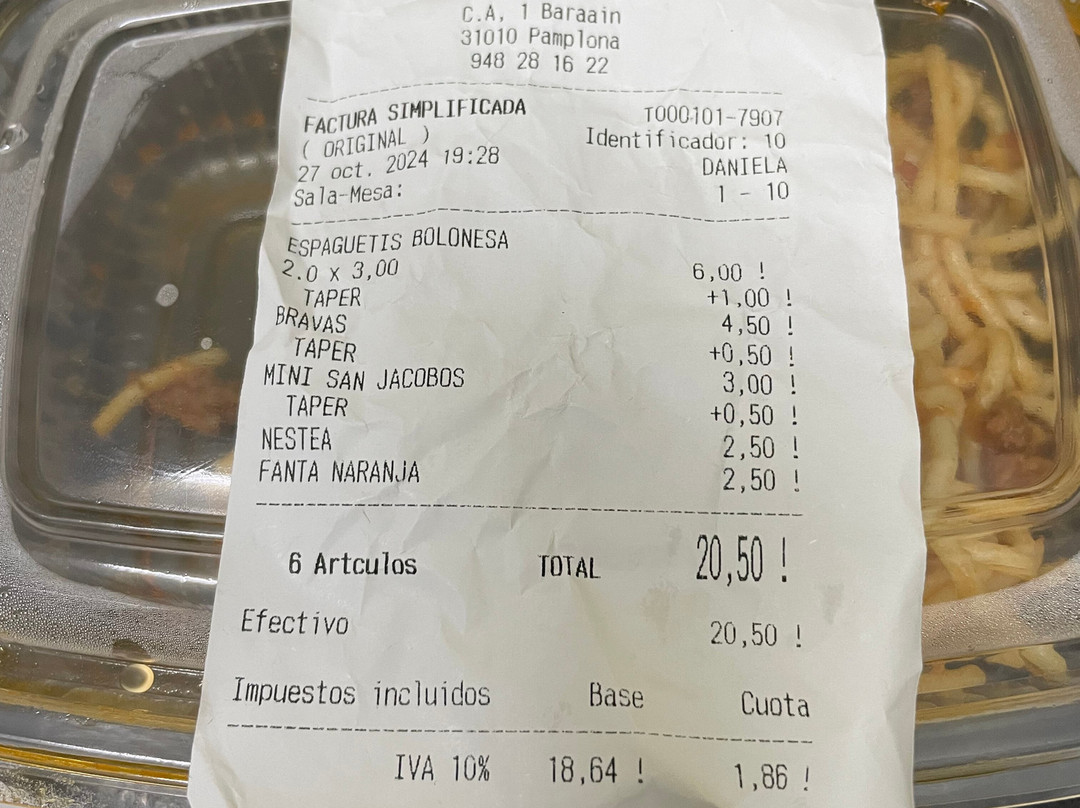 C.A, 1 Baraain
31010 Pamplona
948 28 16 22
FACTURA SIMPLIFICADA T000101-7907
( ORIGINAL ) Identificador: 10
27 oct. 2024 19:28 DANIELA
Sala-Mesa: 1 - 10
ESPAGUETIS BOLONESA
2.0 x 3,00 6,00 !
TAPER +1,00 !
BRAVAS 4,50 !
TAPER +0,50 !
MINI SAN JACOBOS 3,00 !
TAPER +0,50 !
NESTEA 2,50 !
FANTA NARANJA 2,50 !
6 Artculos TOTAL 20,50 !
Efectivo 20,50 !
Impuestos incluidos Base Cuota
IVA 10% 18,64 ! 1,86 !